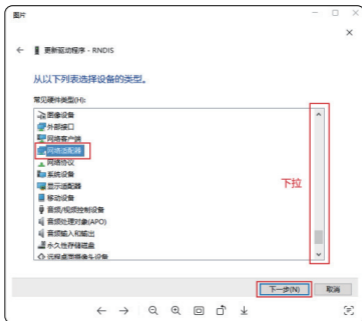 图片
更新驱动程序 - RNDIS
从以下列表选择设备的类型。
常见硬件类型(H):
图像设备
外部接口
网络客户端
网络适配器
网络协议
系统设备
显示适配器
移动设备
音频/视频控制设备
音频处理对象(APO)
音频输入和输出
永久性存储磁盘
远程桌面摄像头设备
下拉
下一步(N)
取消